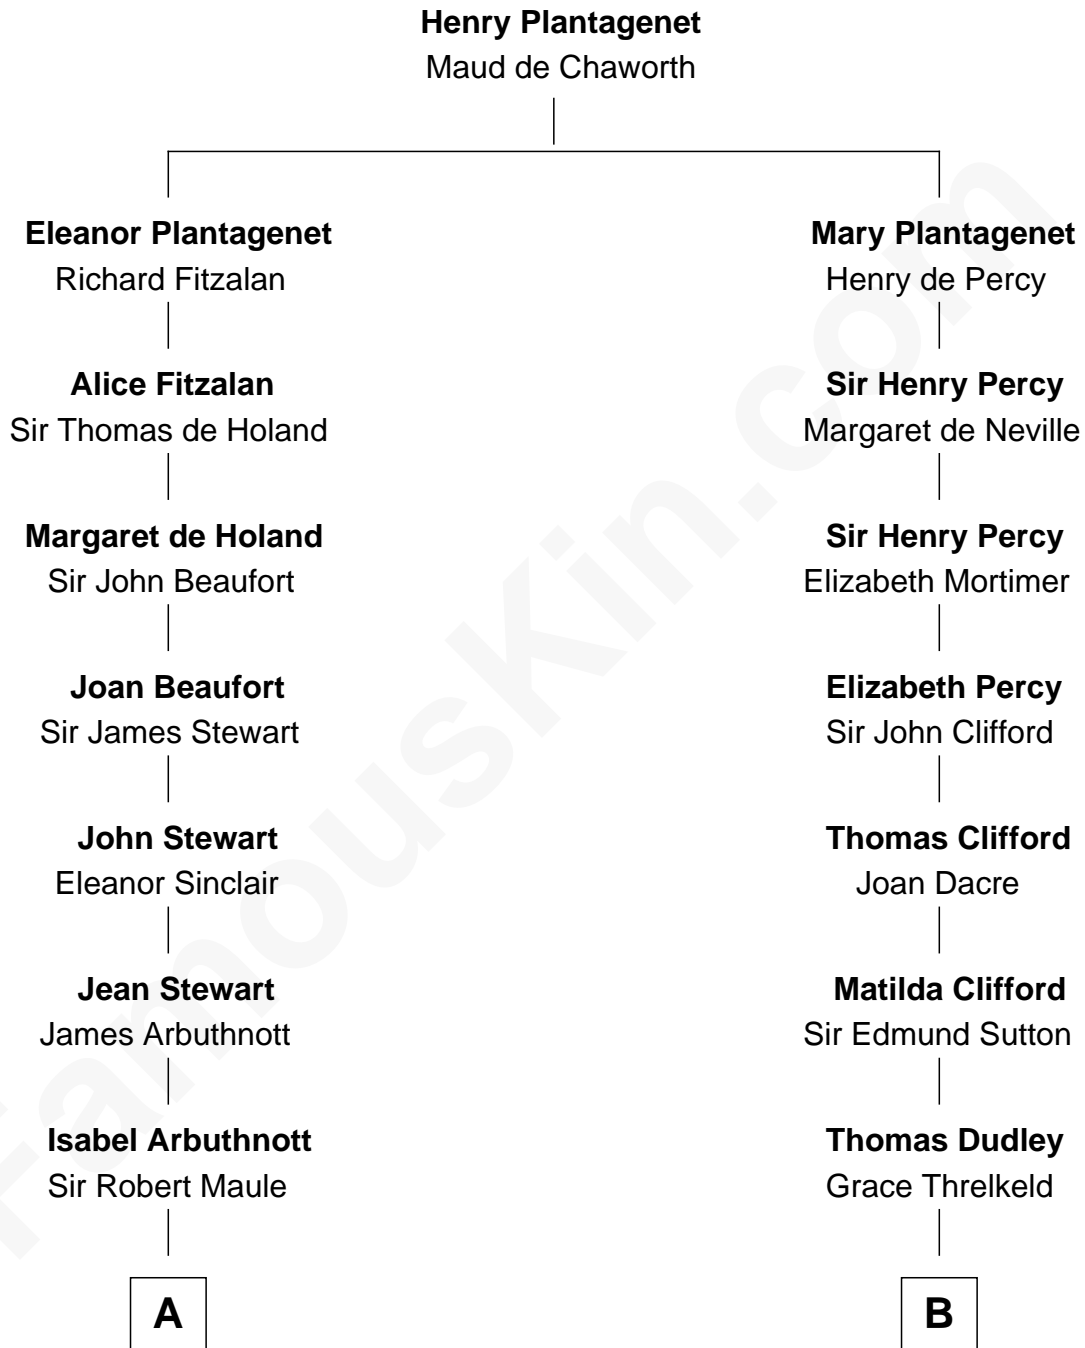 Henry Plantagenet
Maud de Chaworth
Eleanor Plantagenet
Richard Fitzalan
Mary Plantagenet
Henry de Percy
Alice Fitzalan
Sir Thomas de Holand
Sir Henry Percy
Margaret de Neville
Margaret de Holand
Sir John Beaufort
Sir Henry Percy
Elizabeth Mortimer
Joan Beaufort
Sir James Stewart
Elizabeth Percy
Sir John Clifford
John Stewart
Eleanor Sinclair
Thomas Clifford
Joan Dacre
Jean Stewart
James Arbuthnott
Matilda Clifford
Sir Edmund Sutton
Isabel Arbuthnott
Sir Robert Maule
Thomas Dudley
Grace Threlkeld
A
B
FamousKin.com